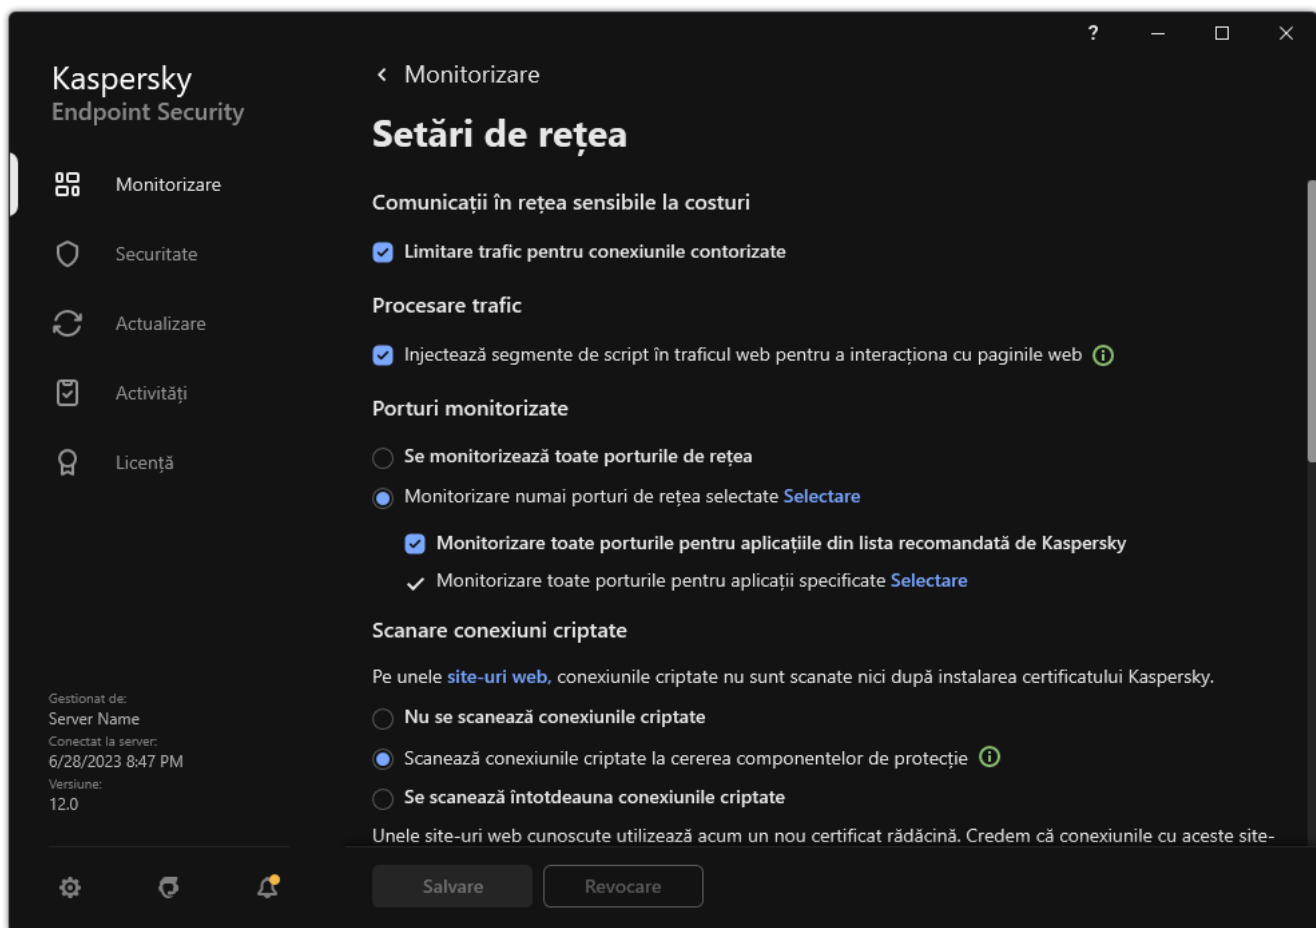 ?
Kaspersky
Endpoint Security
Monitorizare
Securitate
Actualizare
Activități
Licență
Gestionat de:
Server Name
Conectat la server:
6/28/2023 8:47 PM
Versiune:
12.0
Monitorizare
Setări de rețea
Comunicații în rețea sensibile la costuri
Limitare trafic pentru conexiunile contorizate
Procesare trafic
Injectează segmente de script în traficul web pentru a interacționa cu paginile web
Porturi monitorizate
Se monitorizează toate porturile de rețea
Monitorizare numai porturi de rețea selectate Selectare
Monitorizare toate porturile pentru aplicațiile din lista recomandată de Kaspersky
Monitorizare toate porturile pentru aplicații specificate Selectare
Scanare conexiuni criptate
Pe unele site-uri web, conexiunile criptate nu sunt scanate nici după instalarea certificatului Kaspersky.
Nu se scanează conexiunile criptate
Scanează conexiunile criptate la cererea componentelor de protecție
Se scanează întotdeauna conexiunile criptate
Unele site-uri web cunoscute utilizează acum un nou certificat rădăcină. Credem că conexiunile cu aceste site-
Salvare
Revocare